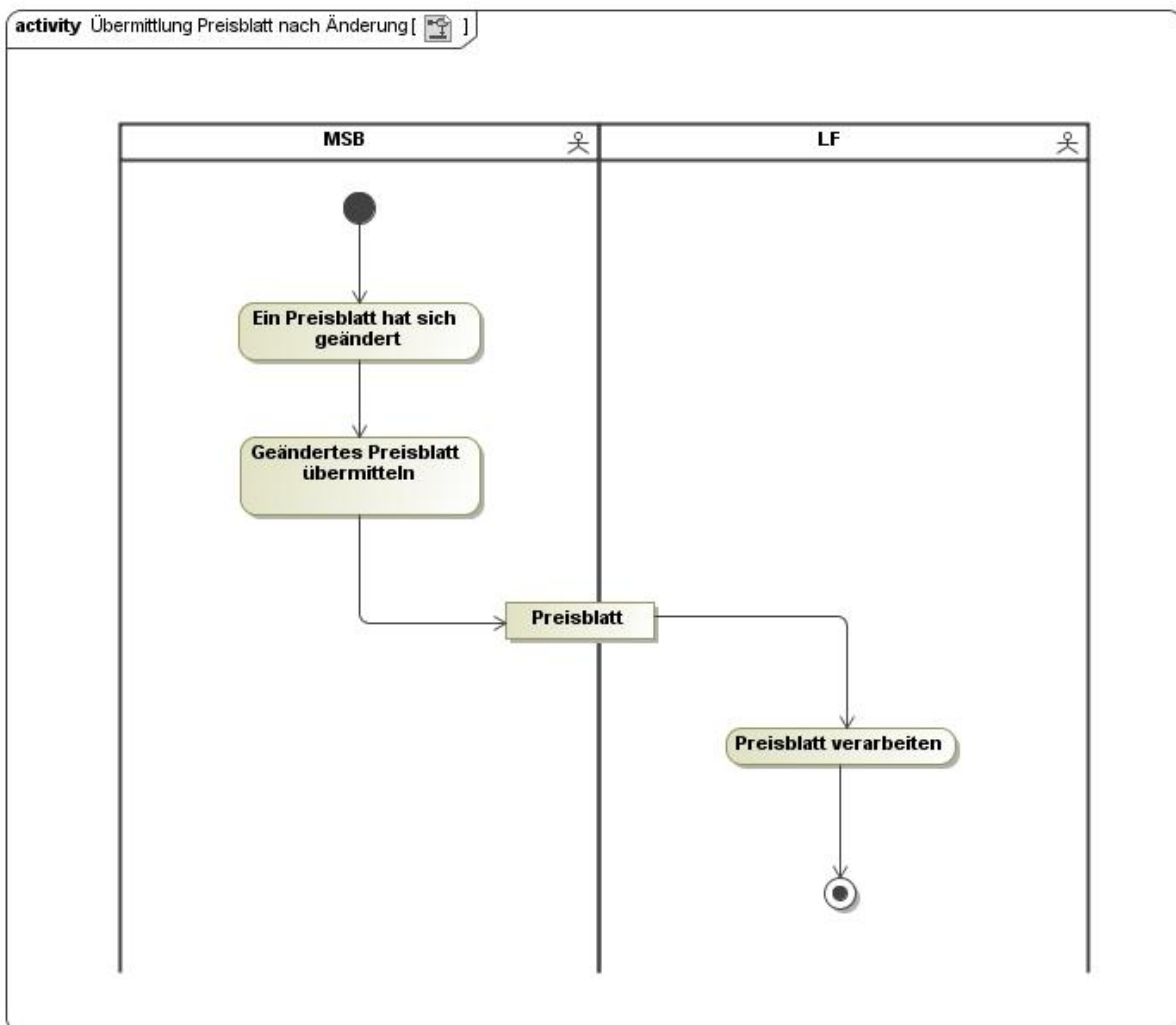 activity Übermittlung Preisblatt nach Änderung [ ]
MSB
LF
Ein Preisblatt hat sich
geändert
Geändertes Preisblatt
übermitteln
Preisblatt
Preisblatt verarbeiten